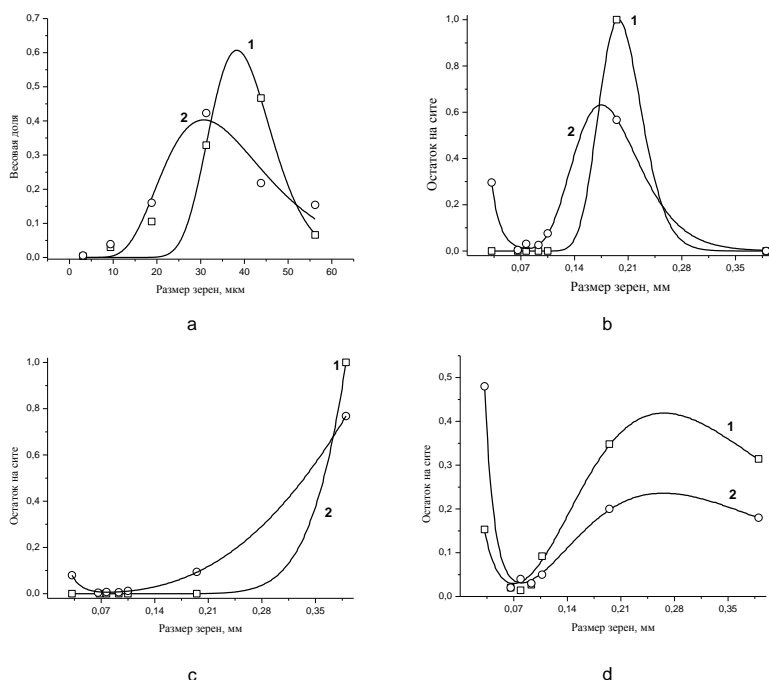 0,7
0,6
0,5
0,4
0,3
0,2
0,1
0,0
Весовая доля
1
2
0 10 20 30 40 50 60
Размер зерен, мкм
a
1,0
0,8
0,6
0,4
0,2
0,0
Остаток на сите
1
2
0,07 0,14 0,21 0,28 0,35
Размер зерен, мм
b
1,0
0,8
0,6
0,4
0,2
0,0
Остаток на сите
1
2
0,07 0,14 0,21 0,28 0,35
Размер зерен, мм
c
0,5
0,4
0,3
0,2
0,1
0,0
Остаток на сите
1
2
0,07 0,14 0,21 0,28 0,35
Размер зерен, мм
d